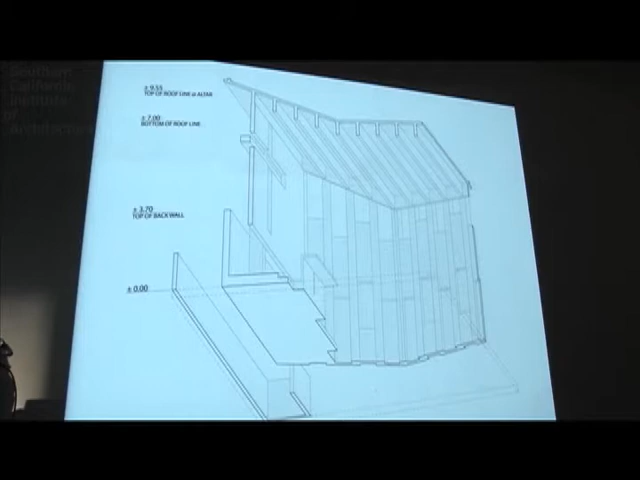 Southern
California
Institute
of
Architecture
± 9.55
TOP OF ROOF LINE @ ALTAR
± 7.00
BOTTOM OF ROOF LINE
± 3.70
TOP OF BACK WALL
± 0.00